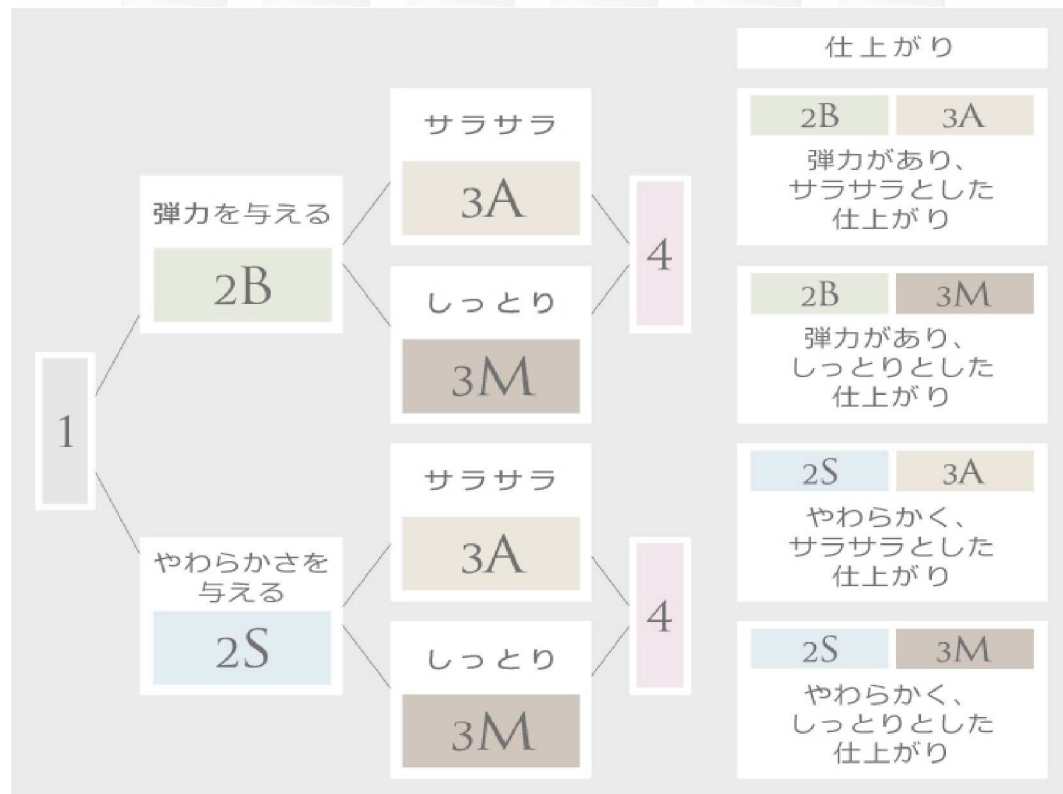 1
弾力を与える
2B
やわらかさを
与える
2S
サラサラ
3A
しっとり
3M
サラサラ
3A
しっとり
3M
4
4
仕上がり
2B 3A
弾力があり、
サラサラとした
仕上がり
2B 3M
弾力があり、
しっとりとした
仕上がり
2S 3A
やわらかく、
サラサラとした
仕上がり
2S 3M
やわらかく、
しっとりとした
仕上がり